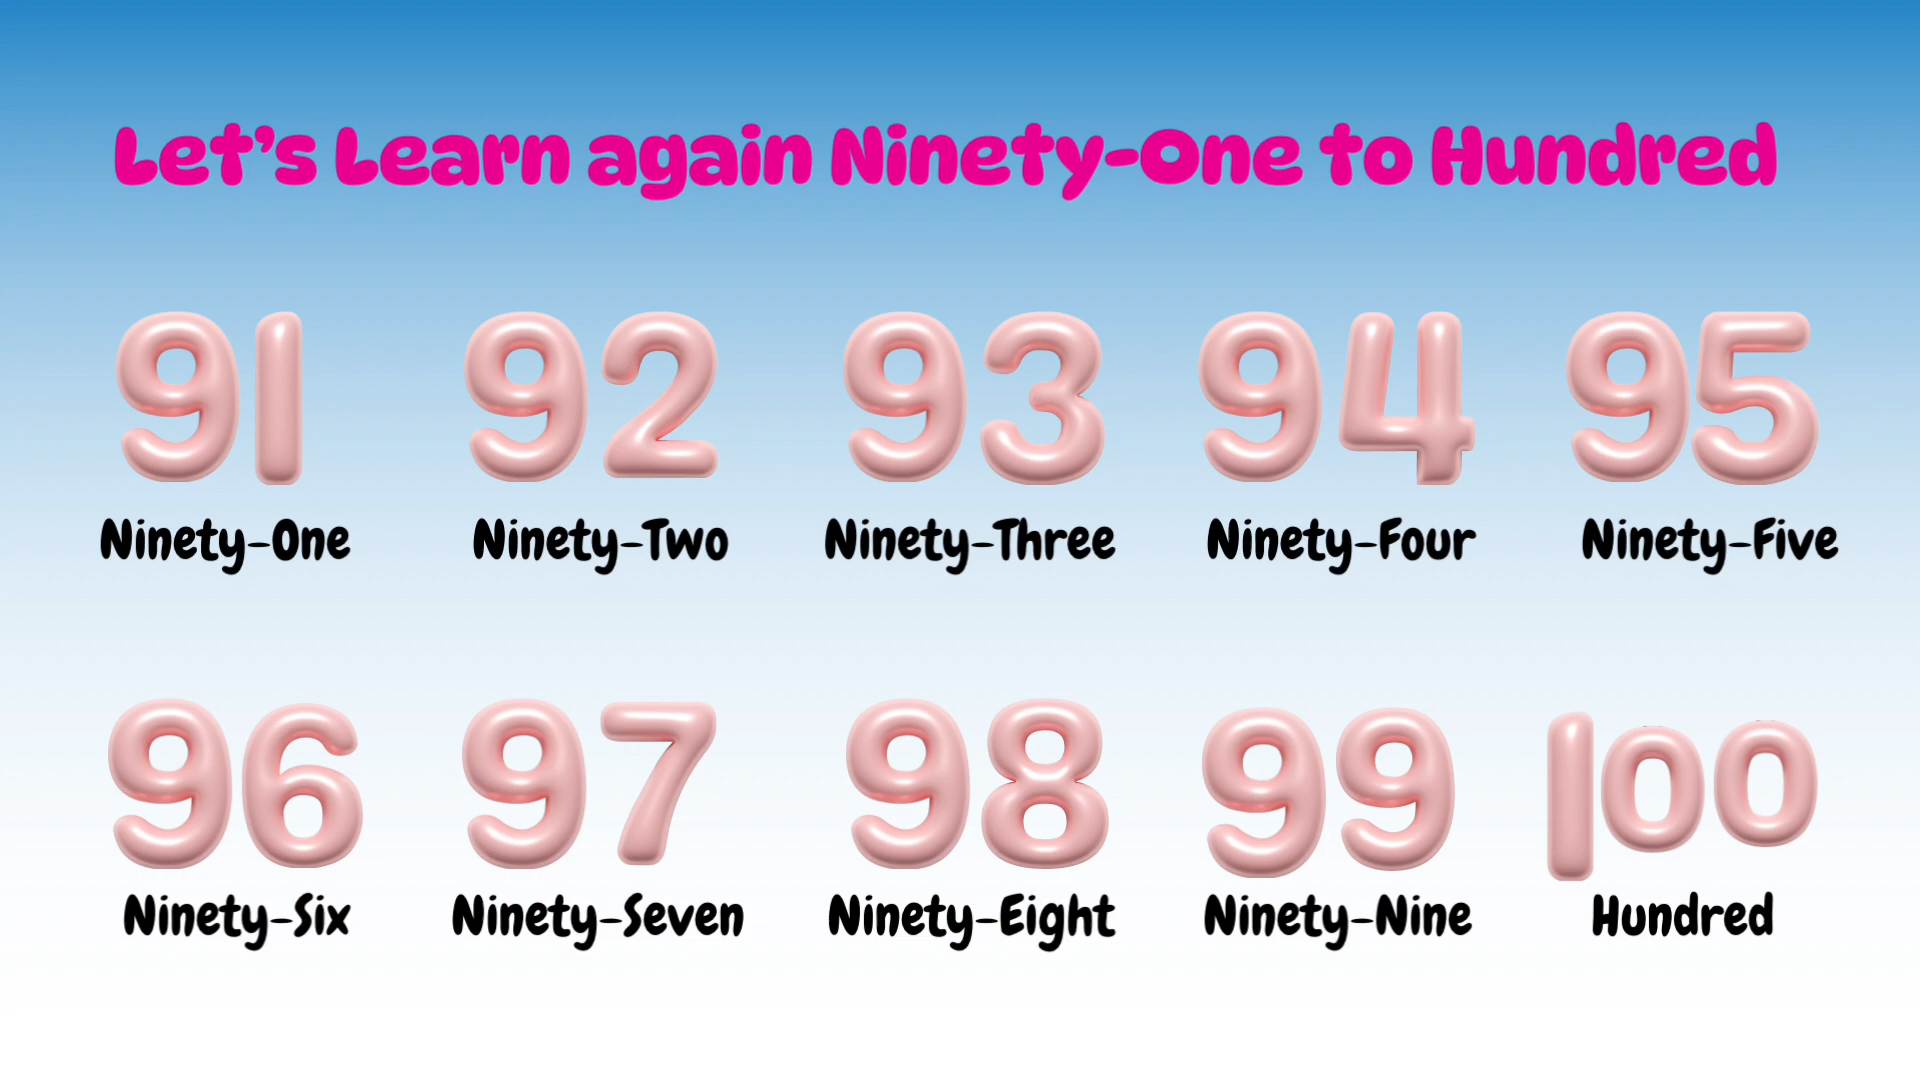 Let's Learn again Ninety-One to Hundred
91 92 93 94 95
Ninety-One Ninety-Two Ninety-Three Ninety-Four Ninety-Five
96 97 98 99 100
Ninety-Six Ninety-Seven Ninety-Eight Ninety-Nine Hundred